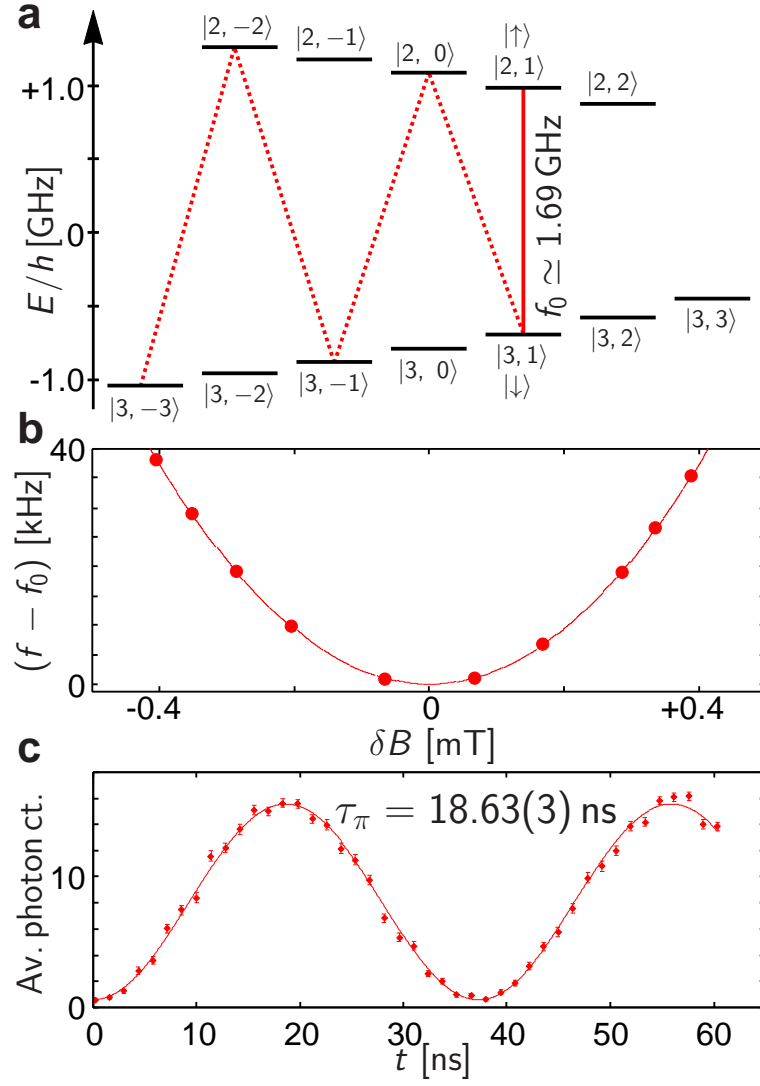 a
|2, −2⟩ |2, −1⟩ |2, 0⟩ |↑⟩ |2, 1⟩ |2, 2⟩
+1.0
0
-1.0
E/h [GHz]
f₀ ≃ 1.69 GHz
|3, −3⟩ |3, −2⟩ |3, −1⟩ |3, 0⟩ |3, 1⟩ |3, 2⟩ |3, 3⟩
|↓⟩
b
40
0
(f − f₀) [kHz]
-0.4 0 +0.4
δB [mT]
c
τπ = 18.63(3) ns
10
0
Av. photon ct.
0 10 20 30 40 50 60
t [ns]